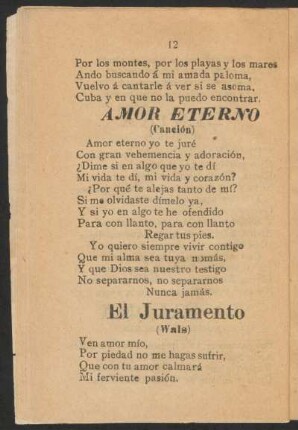 12
Por los montes, por los playas y los mares
Ando buscando á mi amada paloma,
Vuelvo á cantarle á ver si se asoma,
Cuba y en que no la puedo encontrar.
AMOR ETERNO
(Canción)
Amor eterno yo te juré
Con gran vehemencia y adoración,
¿Dime si en algo que yo te dí
Mi vida te dí, mi vida y corazón?
¿Por qué te alejas tanto de mí?
Si me olvidaste dímelo ya,
Y si yo en algo te he ofendido
Para con llanto, para con llanto
Regar tus pies.
Yo quiero siempre vivir contigo
Que mi alma sea tuya nomás,
Y que Dios sea nuestro testigo
No separarnos, no separarnos
Nunca jamás.
El Juramento
(Wals)
Ven amor mío,
Por piedad no me hagas sufrir,
Que con tu amor calmará
Mi ferviente pasión.